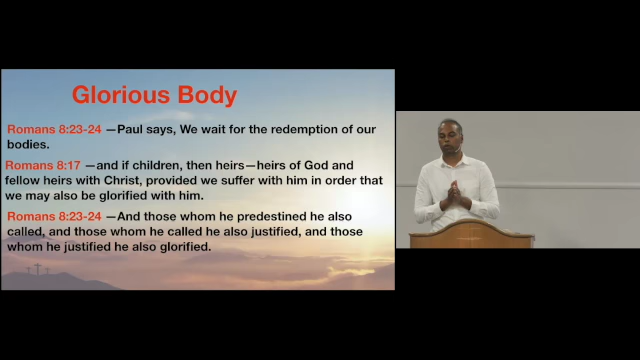 Glorious Body
Romans 8:23-24 —Paul says, We wait for the redemption of our
bodies.
Romans 8:17 —and if children, then heirs—heirs of God and
fellow heirs with Christ, provided we suffer with him in order that
we may also be glorified with him.
Romans 8:23-24 —And those whom he predestined he also
called, and those whom he called he also justified, and those
whom he justified he also glorified.